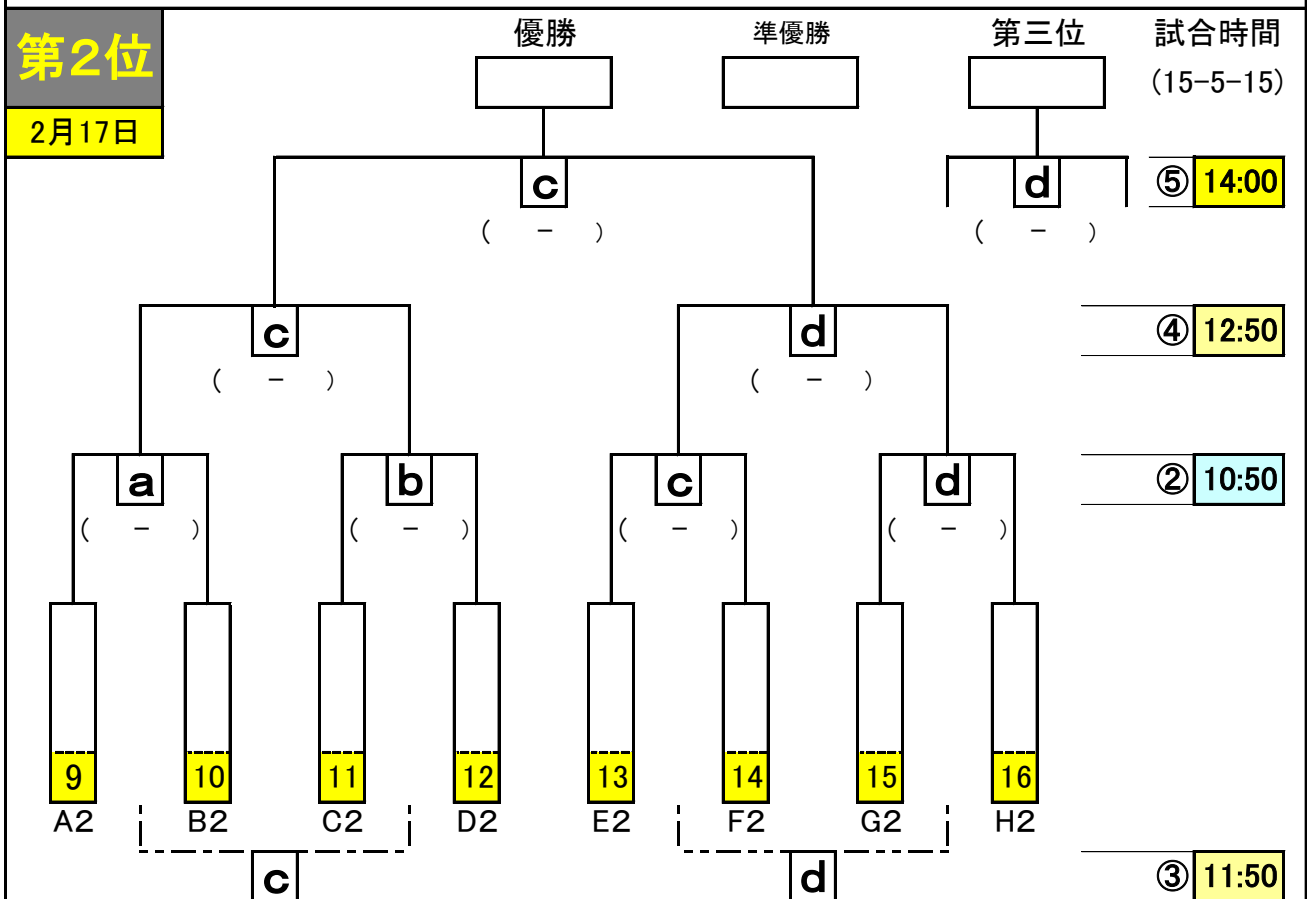 第2位
優勝 準優勝 第三位 試合時間
(15-5-15)
2月17日
c d ⑤ 14:00
( - ) ( - )
c d ④ 12:50
( - ) ( - )
a b c d ② 10:50
( - ) ( - ) ( - ) ( - )
9 10 11 12 13 14 15 16
A2 B2 C2 D2 E2 F2 G2 H2
c d ③ 11:50